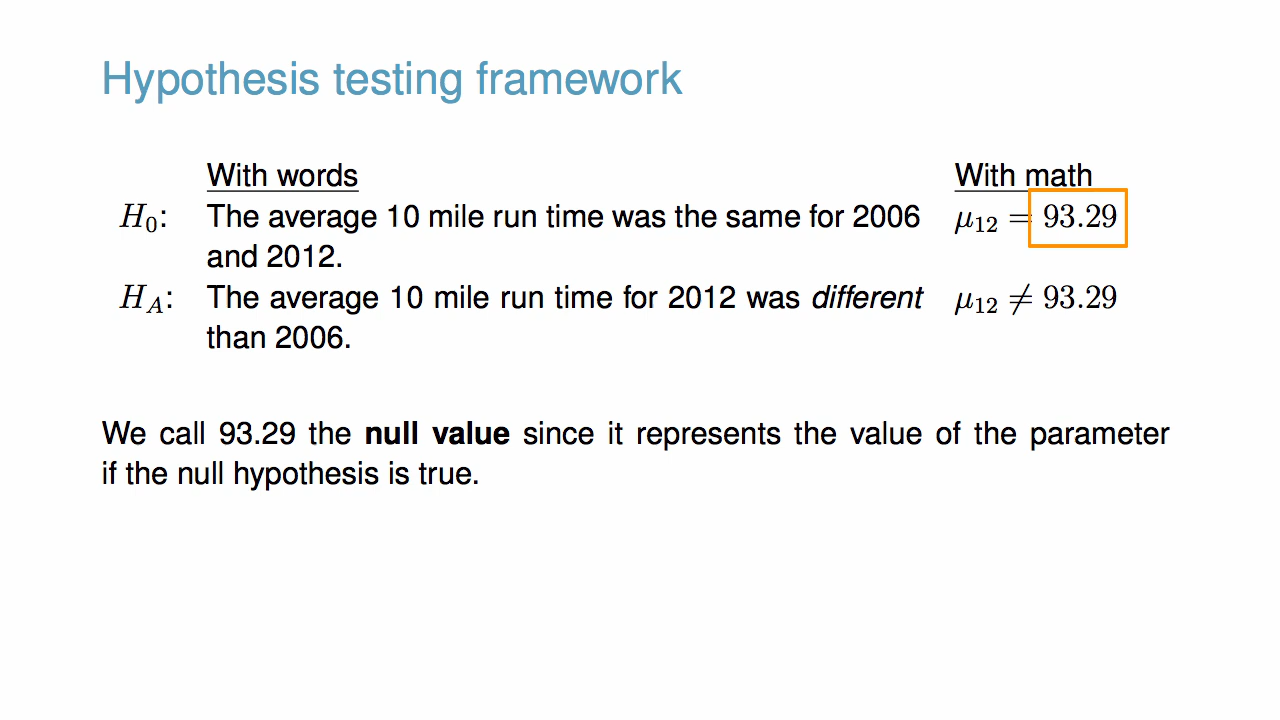 Hypothesis testing framework
With words With math
H₀: The average 10 mile run time was the same for 2006 μ₁₂ = 93.29
and 2012.
H_A: The average 10 mile run time for 2012 was different μ₁₂ ≠ 93.29
than 2006.
We call 93.29 the null value since it represents the value of the parameter
if the null hypothesis is true.